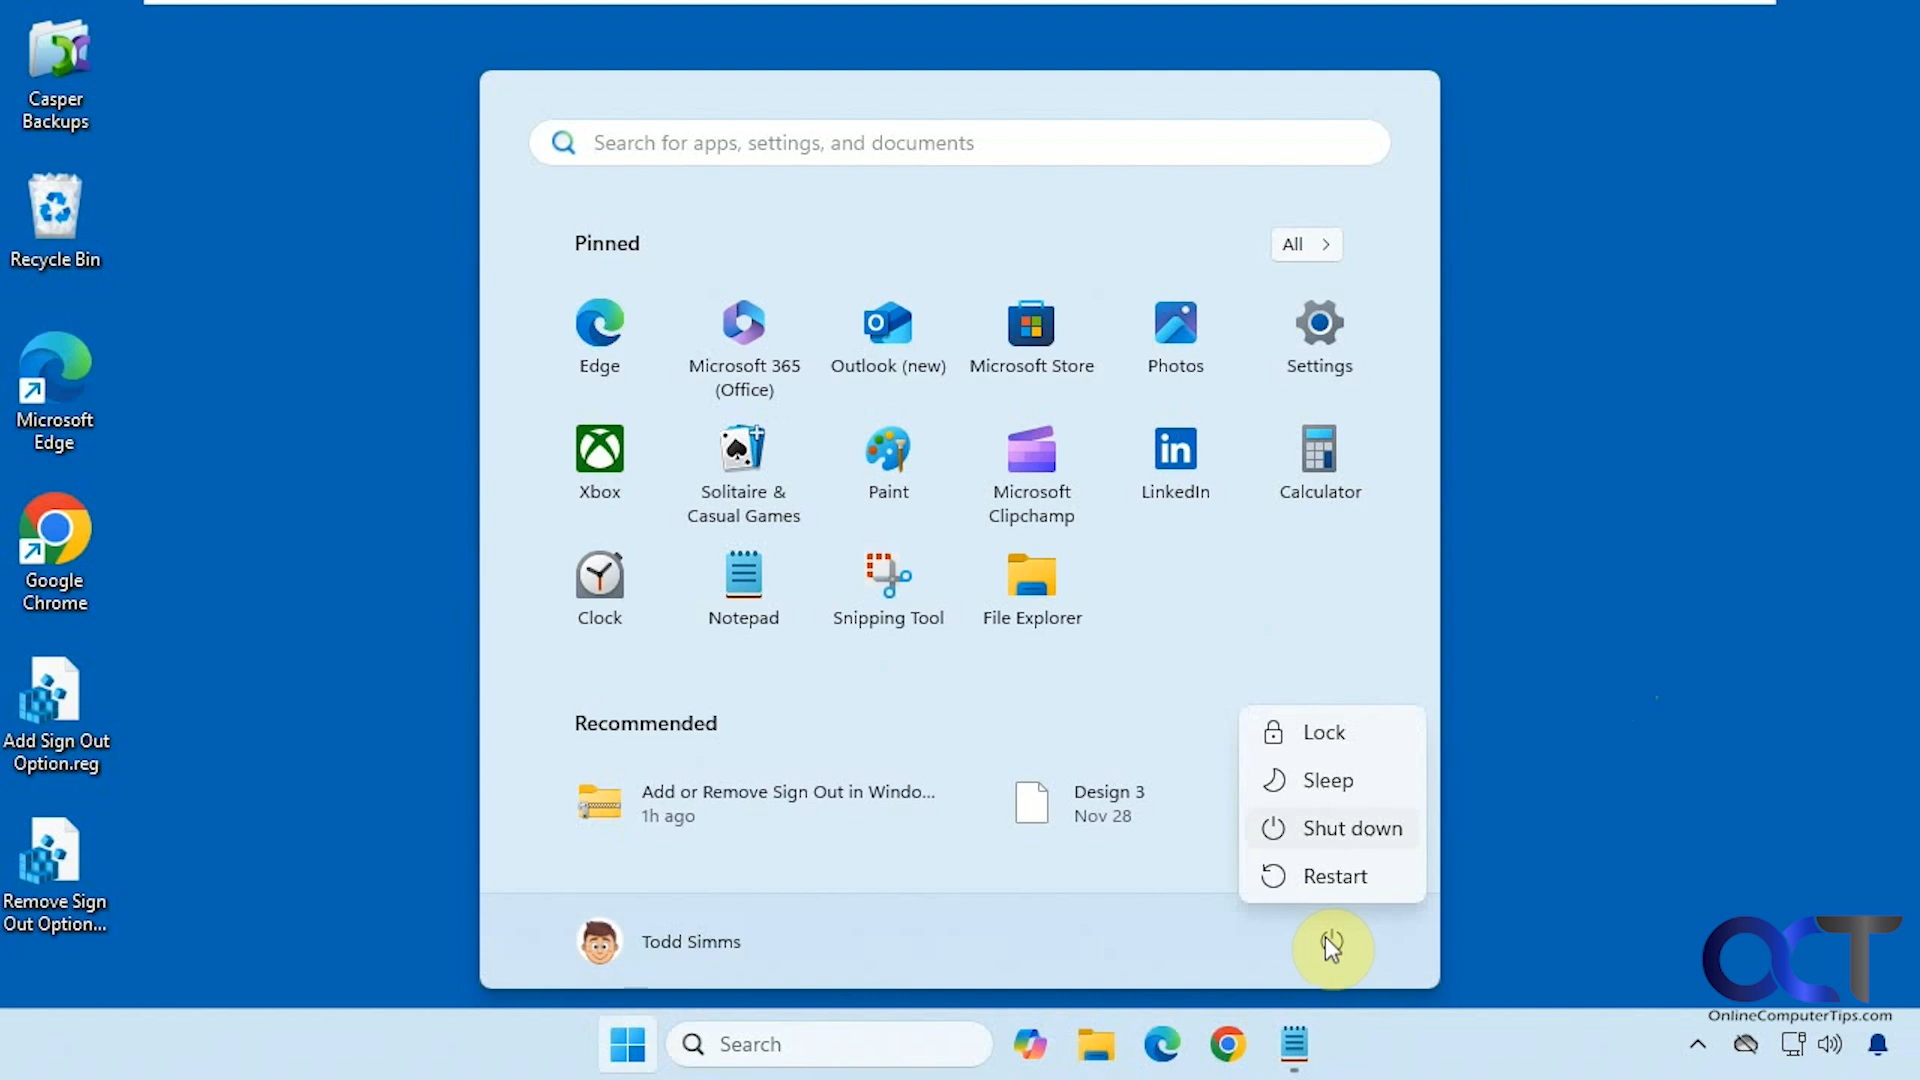 Casper
Backups
Recycle Bin
Microsoft
Edge
Google
Chrome
Add Sign Out
Option.reg
Remove Sign
Out Option...
Search for apps, settings, and documents
Pinned
All
Edge
Microsoft 365
(Office)
Outlook (new)
Microsoft Store
Photos
Settings
Xbox
Solitaire &
Casual Games
Paint
Microsoft
Clipchamp
LinkedIn
Calculator
Clock
Notepad
Snipping Tool
File Explorer
Recommended
Add or Remove Sign Out in Windo...
1h ago
Design 3
Nov 28
Lock
Sleep
Shut down
Restart
Todd Simms
OCT
OnlineComputerTips.com
Search